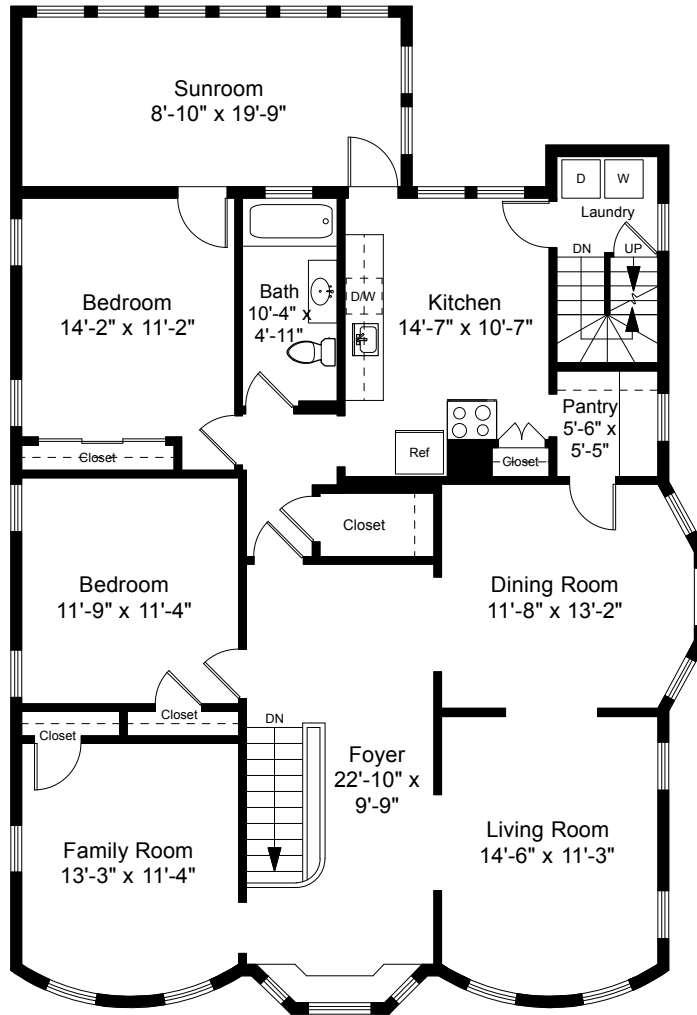 Sunroom
8'-10" x 19'-9"
D
W
Laundry
DN
UP
Bedroom
14'-2" x 11'-2"
Bath
10'-4" x
4'-11"
D/W
Kitchen
14'-7" x 10'-7"
Pantry
5'-6" x
5'-5"
Ref
Closet
Closet
Closet
Bedroom
11'-9" x 11'-4"
Dining Room
11'-8" x 13'-2"
Closet
Closet
DN
Foyer
22'-10" x
9'-9"
Family Room
13'-3" x 11'-4"
Living Room
14'-6" x 11'-3"